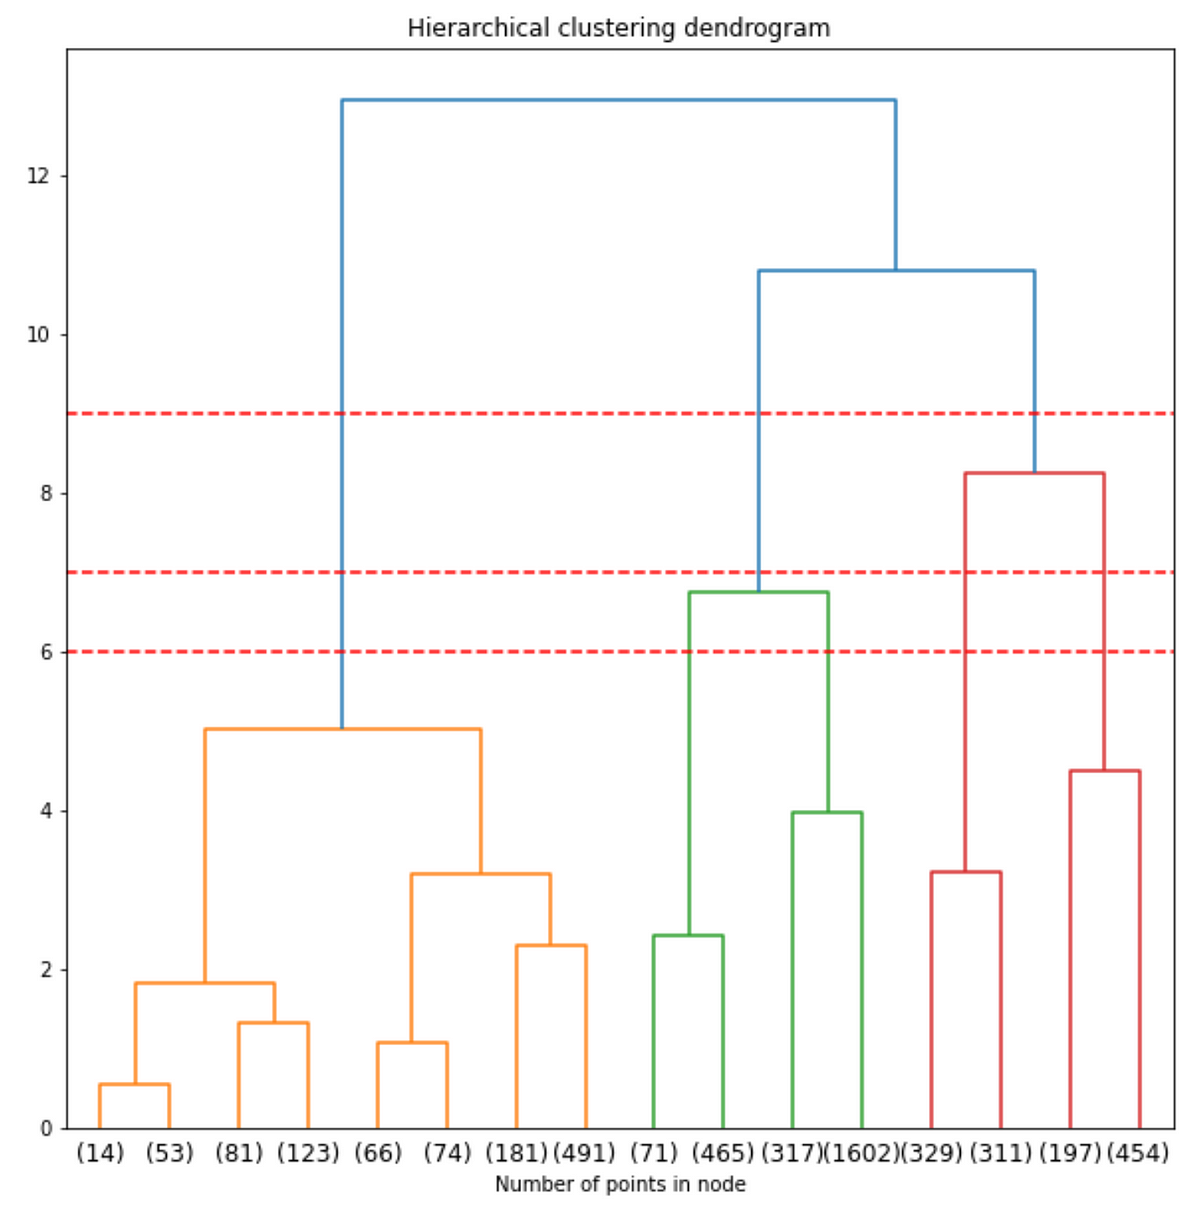 Hierarchical clustering dendrogram
12
10
8
6
4
2
0
(14) (53) (81) (123) (66) (74) (181) (491) (71) (465) (317) (1602) (329) (311) (197) (454)
Number of points in node